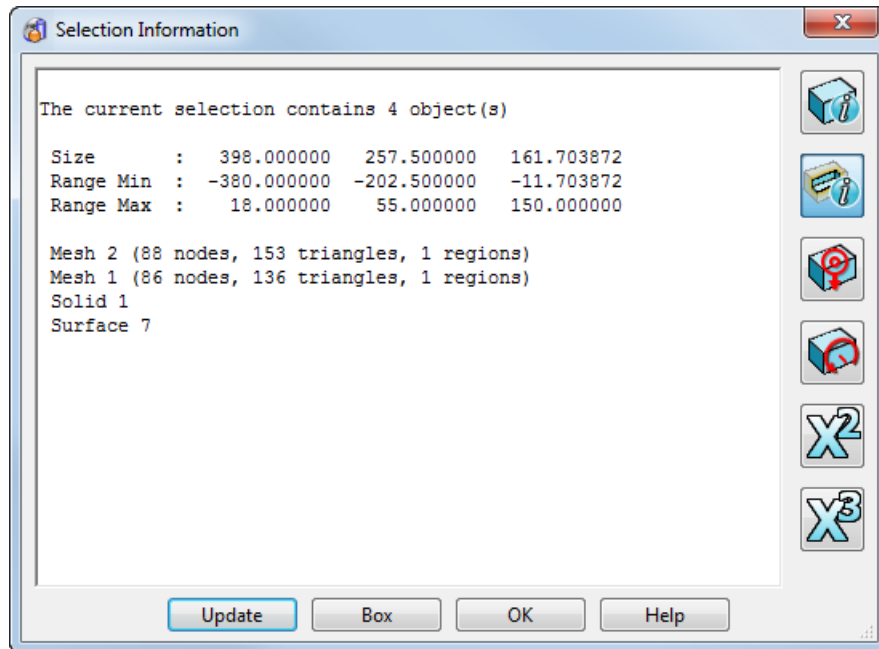 Selection Information
The current selection contains 4 object(s)
Size : 398.000000 257.500000 161.703872
Range Min : -380.000000 -202.500000 -11.703872
Range Max : 18.000000 55.000000 150.000000
Mesh 2 (88 nodes, 153 triangles, 1 regions)
Mesh 1 (86 nodes, 136 triangles, 1 regions)
Solid 1
Surface 7
i
i
X2
X3
Update Box OK Help